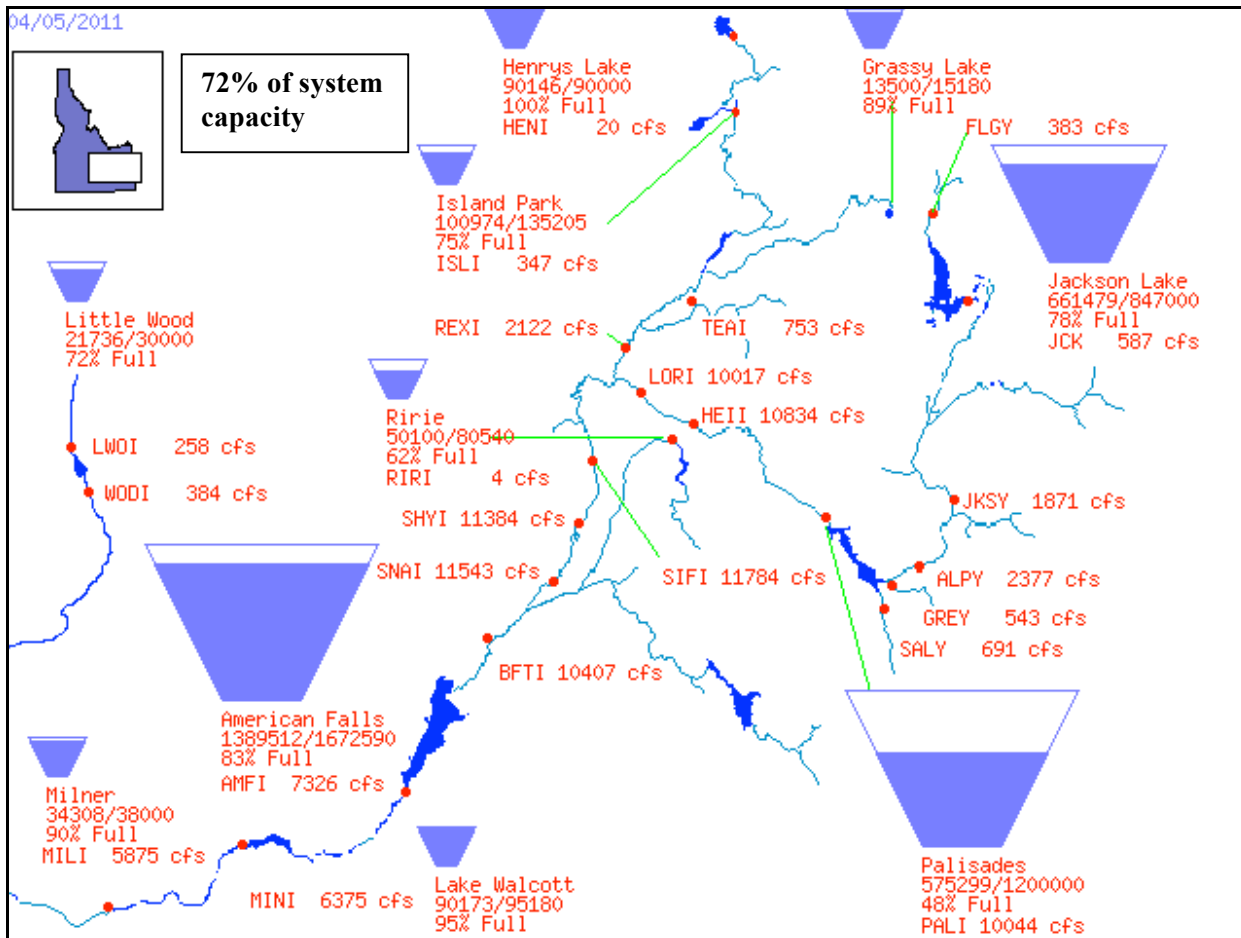 04/05/2011
72% of system
capacity
Henrys Lake
90146/90000
100% Full
HENI 20 cfs
Grassy Lake
13500/15180
89% Full
FLGY 383 cfs
Island Park
100974/135205
75% Full
ISLI 347 cfs
Jackson Lake
661479/847000
78% Full
JCK 587 cfs
Little Wood
21736/30000
72% Full
REXI 2122 cfs
TEAI 753 cfs
LORI 10017 cfs
HEII 10834 cfs
Ririe
50100/80540
62% Full
RIRI 4 cfs
LWOI 258 cfs
WODI 384 cfs
SHYI 11384 cfs
JKSY 1871 cfs
SNAI 11543 cfs
SIFI 11784 cfs
ALPY 2377 cfs
GREY 543 cfs
SALY 691 cfs
BFTI 10407 cfs
American Falls
1389512/1672590
83% Full
AMFI 7326 cfs
Milner
34308/38000
90% Full
MILI 5875 cfs
MINI 6375 cfs
Lake Walcott
90173/95180
95% Full
Palisades
575299/1200000
48% Full
PALI 10044 cfs